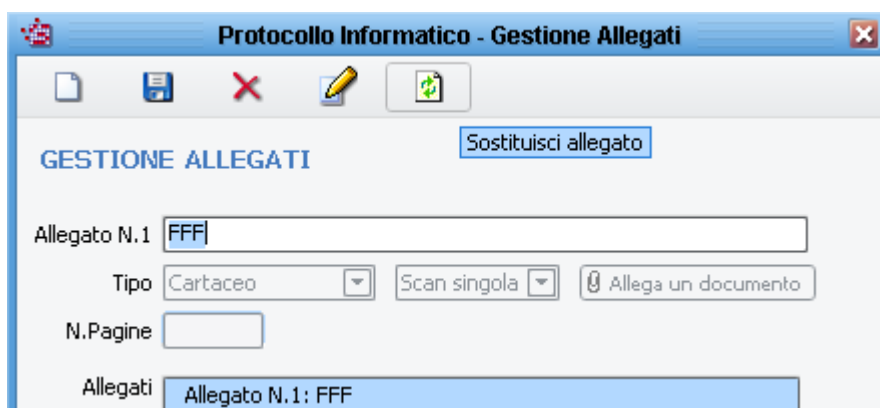 Protocollo Informatico - Gestione Allegati
Sostituisci allegato
GESTIONE ALLEGATI
Allegato N.1 FFF
Tipo Cartaceo Scan singola Allega un documento
N.Pagine
Allegati Allegato N.1: FFF